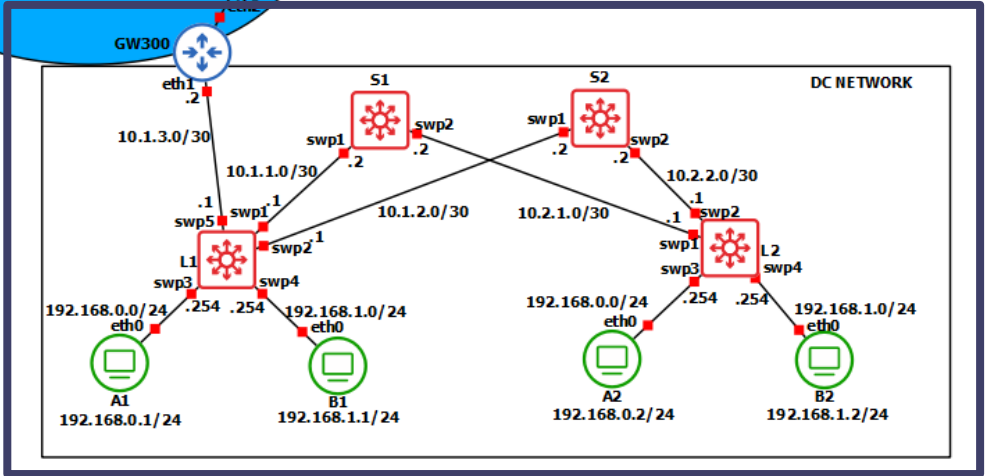 eth2
GW300
eth1
.2
S1
S2
DC NETWORK
swp1
swp2
.2
.2
swp1
swp2
.2
.2
10.1.3.0/30
10.1.1.0/30
10.1.2.0/30
10.2.1.0/30
10.2.2.0/30
.1
swp5
swp1
.1
swp2
.1
L1
swp3
swp4
.254
.254
.1
swp2
.1
swp1
L2
swp3
swp4
.254
.254
192.168.0.0/24
eth0
192.168.1.0/24
eth0
192.168.0.0/24
eth0
192.168.1.0/24
eth0
A1
192.168.0.1/24
B1
192.168.1.1/24
A2
192.168.0.2/24
B2
192.168.1.2/24